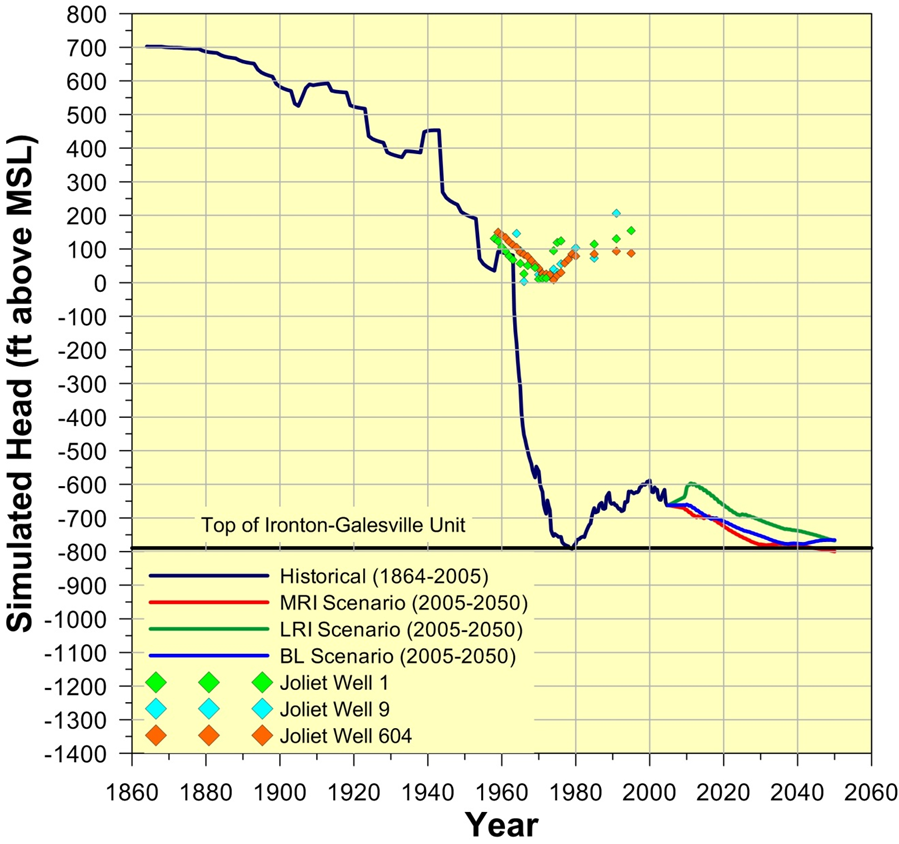 Simulated Head (ft above MSL)
800
700
600
500
400
300
200
100
0
-100
-200
-300
-400
-500
-600
-700
-800
-900
-1000
-1100
-1200
-1300
-1400
Top of Ironton-Galesville Unit
Historical (1864-2005)
MRI Scenario (2005-2050)
LRI Scenario (2005-2050)
BL Scenario (2005-2050)
Joliet Well 1
Joliet Well 9
Joliet Well 604
1860 1880 1900 1920 1940 1960 1980 2000 2020 2040 2060
Year